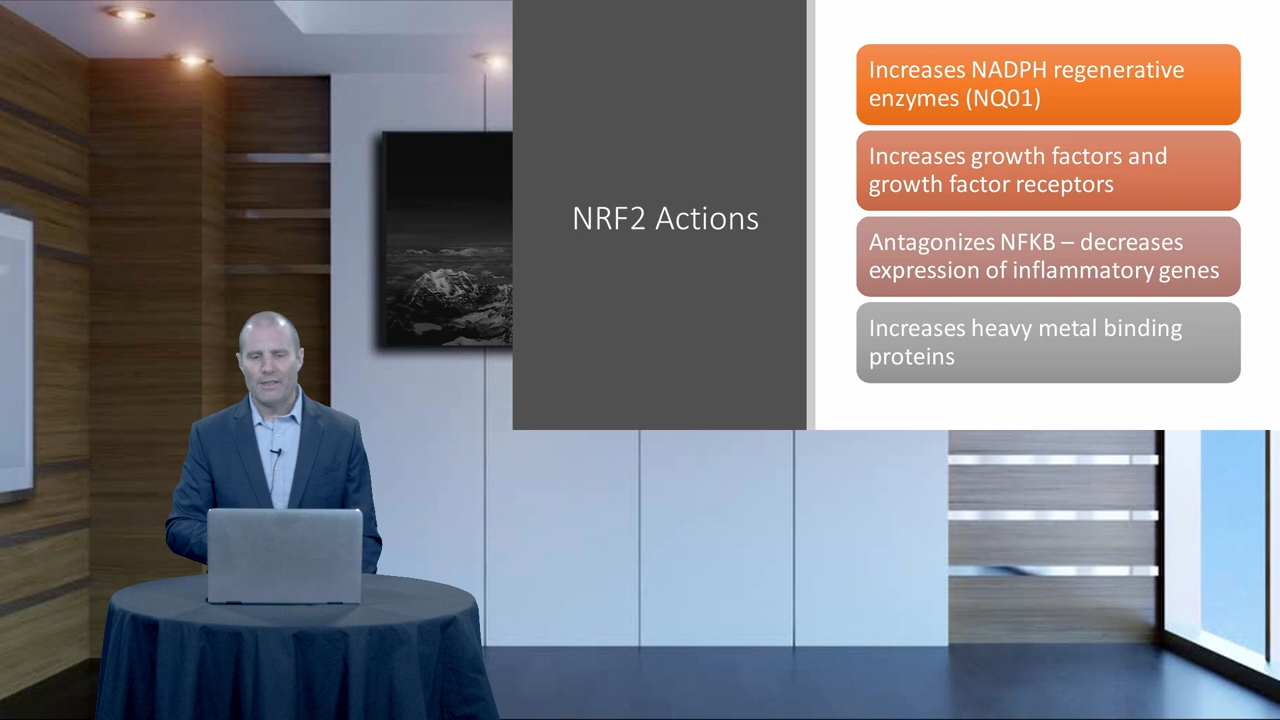 NRF2 Actions
Increases NADPH regenerative
enzymes (NQ01)
Increases growth factors and
growth factor receptors
Antagonizes NFKB – decreases
expression of inflammatory genes
Increases heavy metal binding
proteins